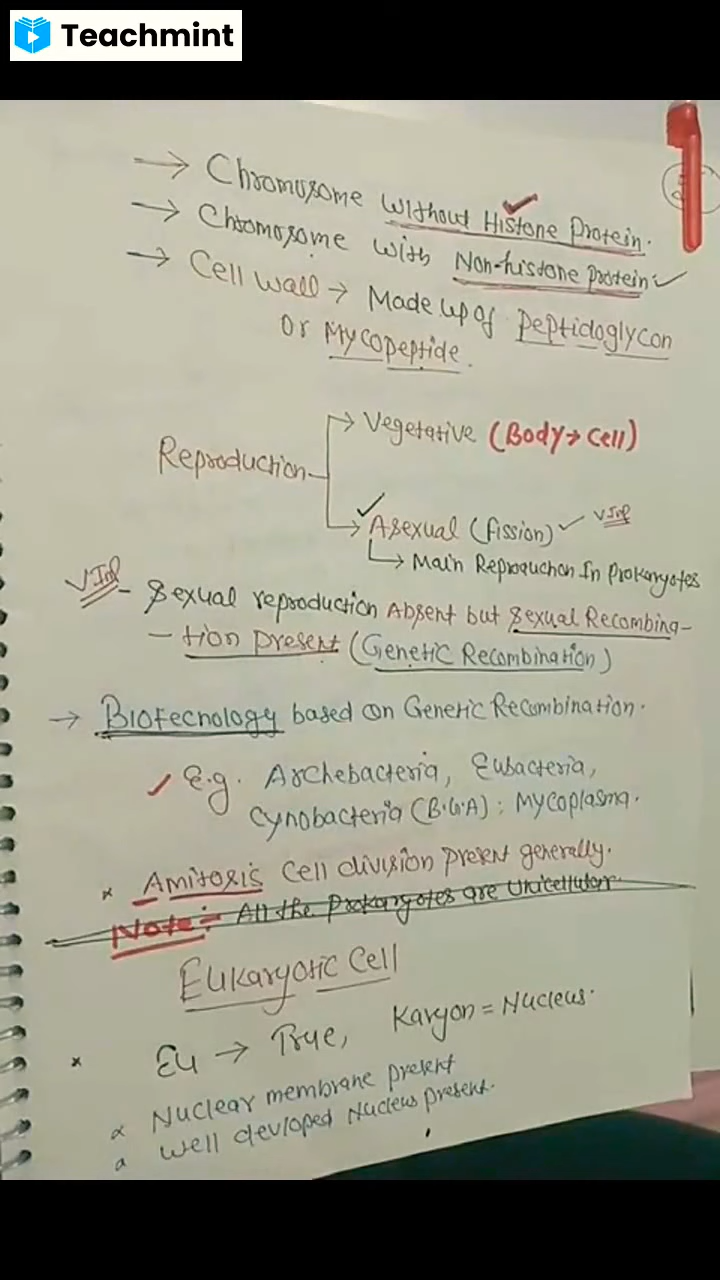 Teachmint
→ Chromosome without Histone Protein.
→ Chromosome with Non-histone protein
→ Cell wall → Made up of Peptidoglycon
or Mycopeptide.
Reproduction
→ Vegetative (Body → Cell)
→ Asexual (Fission) V.Imp
→ Main Reproduction In Prokaryotes
V.Imp - Sexual reproduction Absent but Sexual Recombina-
-tion present (Genetic Recombination)
→ Biotecnology based on Genetic Recombination.
E.g. Archebacteria, Eubacteria,
Cynobacteria (B.G.A); Mycoplasma.
x Amitosis Cell division present generally.
Note:- All the Prokaryotes are Unicellular.
Eukaryotic Cell
x Eu → True, Karyon = Nucleus.
Nuclear membrane present
well devloped Nucleus present.